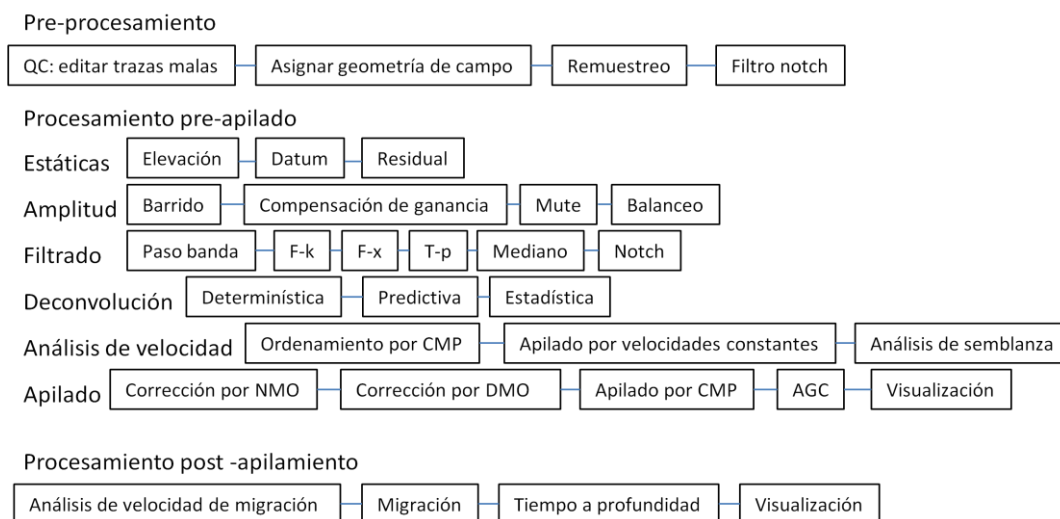 Pre-procesamiento
QC: editar trazas malas Asignar geometría de campo Remuestreo Filtro notch
Procesamiento pre-apilado
Estáticas Elevación Datum Residual
Amplitud Barrido Compensación de ganancia Mute Balanceo
Filtrado Paso banda F-k F-x T-p Mediano Notch
Deconvolución Determinística Predictiva Estadística
Análisis de velocidad Ordenamiento por CMP Apilado por velocidades constantes Análisis de semblanza
Apilado Corrección por NMO Corrección por DMO Apilado por CMP AGC Visualización
Procesamiento post -apilamiento
Análisis de velocidad de migración Migración Tiempo a profundidad Visualización